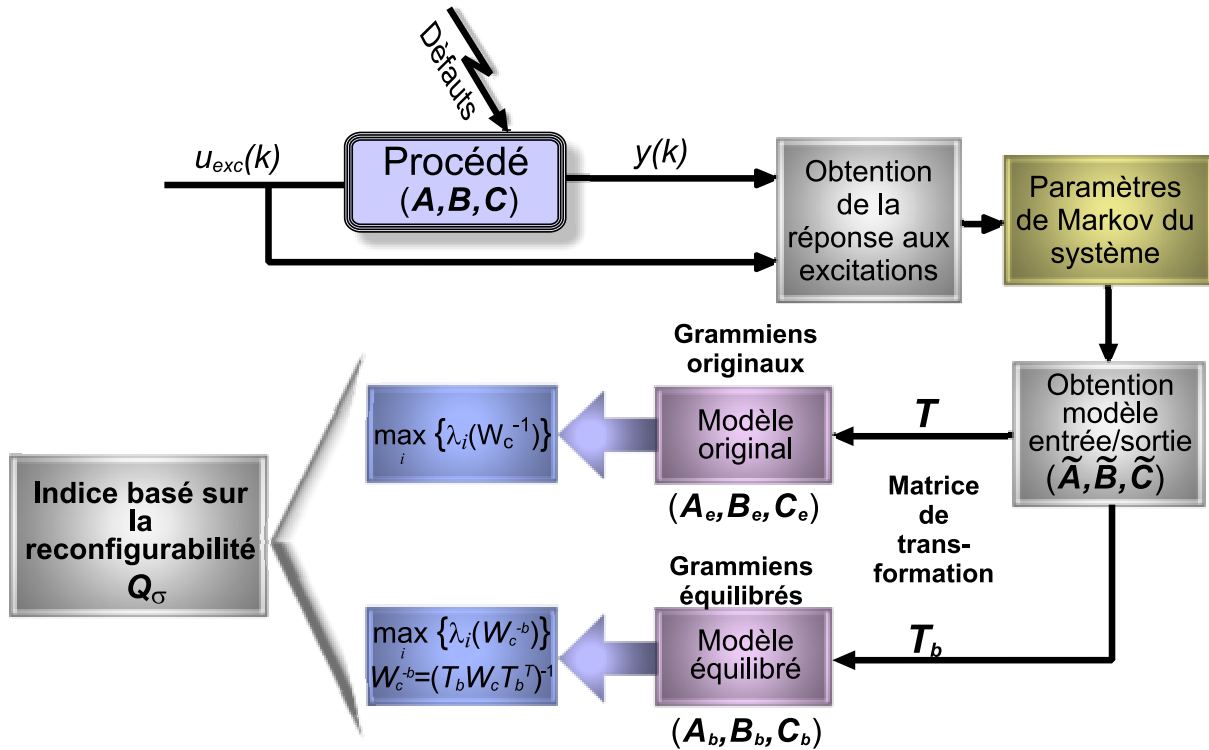 Dèfauts
u_exc(k)
Procédé
(A,B,C)
y(k)
Obtention
de la
réponse aux
excitations
Paramètres
de Markov du
système
Grammiens
originaux
max {λ_i(W_c^-1)}
i
Modèle
original
(A_e,B_e,C_e)
T
Matrice
de
trans-
formation
Obtention
modèle
entrée/sortie
(Ã,B̃,C̃)
Indice basé sur
la
reconfigurabilité
Q_σ
Grammiens
équilibrés
max {λ_i(W_c^-b)}
i
W_c^-b=(T_bW_cT_b^T)^-1
Modèle
équilibré
(A_b,B_b,C_b)
T_b